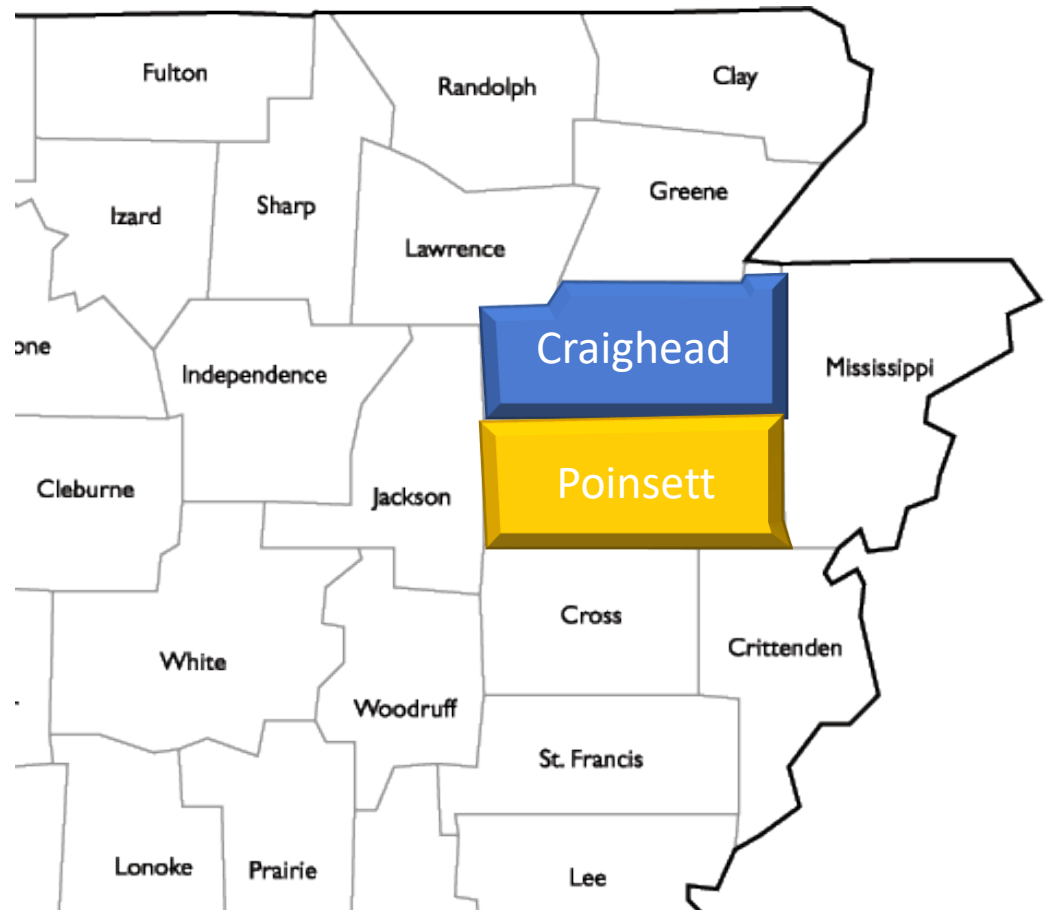 Fulton
Randolph
Clay
Izard
Sharp
Greene
Lawrence
one
Independence
Craighead
Mississippi
Cleburne
Jackson
Poinsett
White
Cross
Crittenden
Woodruff
St. Francis
Lonoke
Prairie
Lee